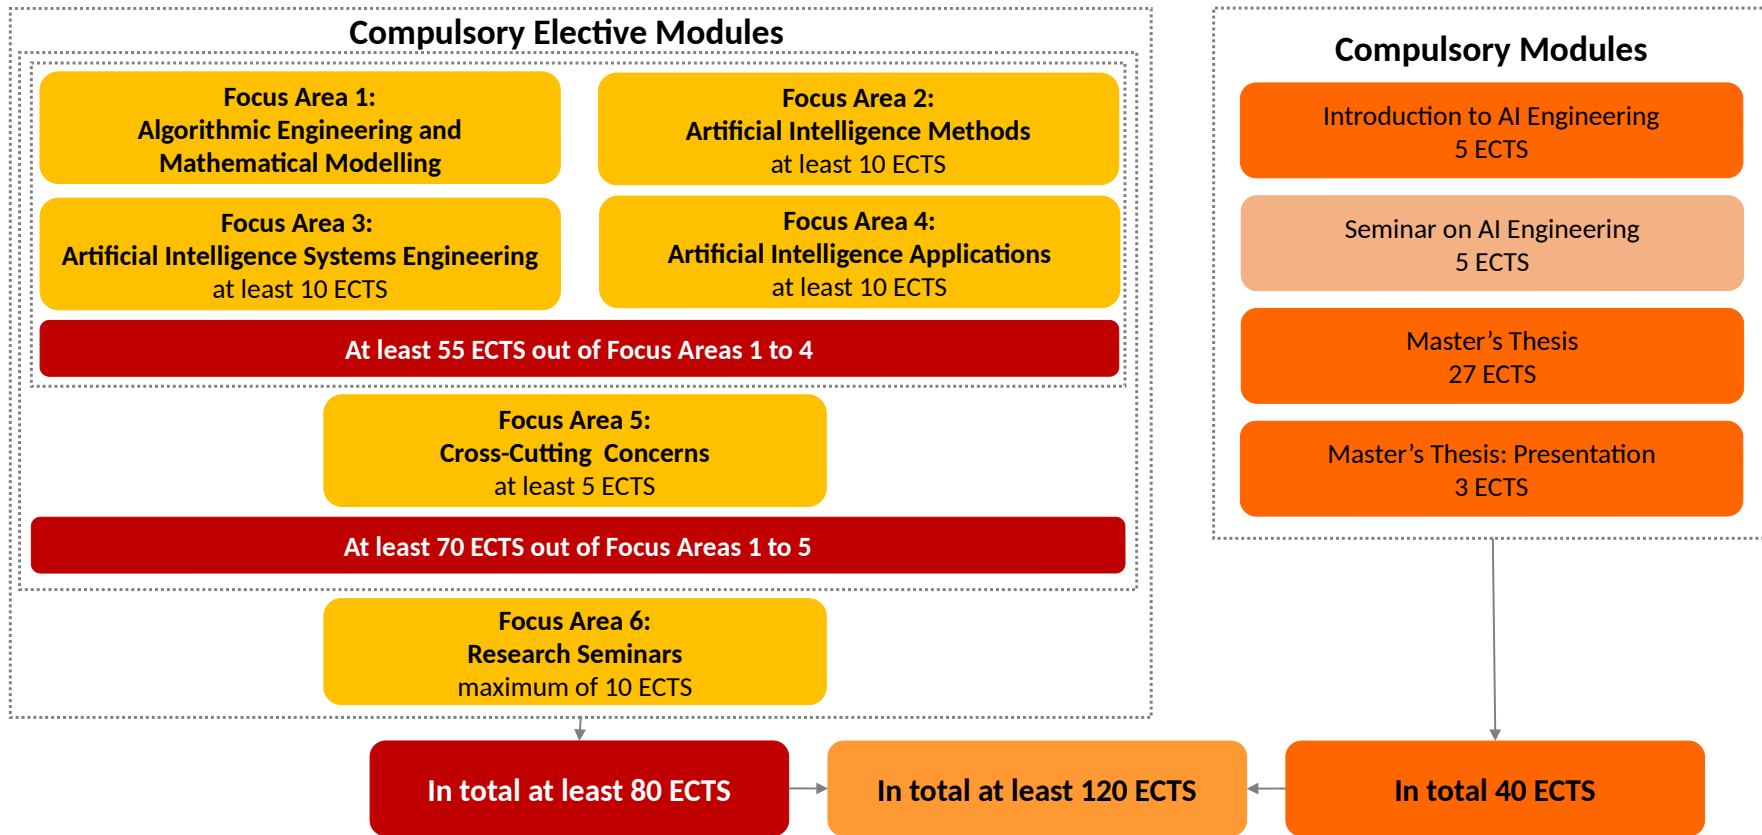 Compulsory Elective Modules
Focus Area 1:
Algorithmic Engineering and
Mathematical Modelling
Focus Area 2:
Artificial Intelligence Methods
at least 10 ECTS
Focus Area 3:
Artificial Intelligence Systems Engineering
at least 10 ECTS
Focus Area 4:
Artificial Intelligence Applications
at least 10 ECTS
At least 55 ECTS out of Focus Areas 1 to 4
Focus Area 5:
Cross-Cutting Concerns
at least 5 ECTS
At least 70 ECTS out of Focus Areas 1 to 5
Focus Area 6:
Research Seminars
maximum of 10 ECTS
Compulsory Modules
Introduction to AI Engineering
5 ECTS
Seminar on AI Engineering
5 ECTS
Master’s Thesis
27 ECTS
Master’s Thesis: Presentation
3 ECTS
In total at least 80 ECTS
In total at least 120 ECTS
In total 40 ECTS